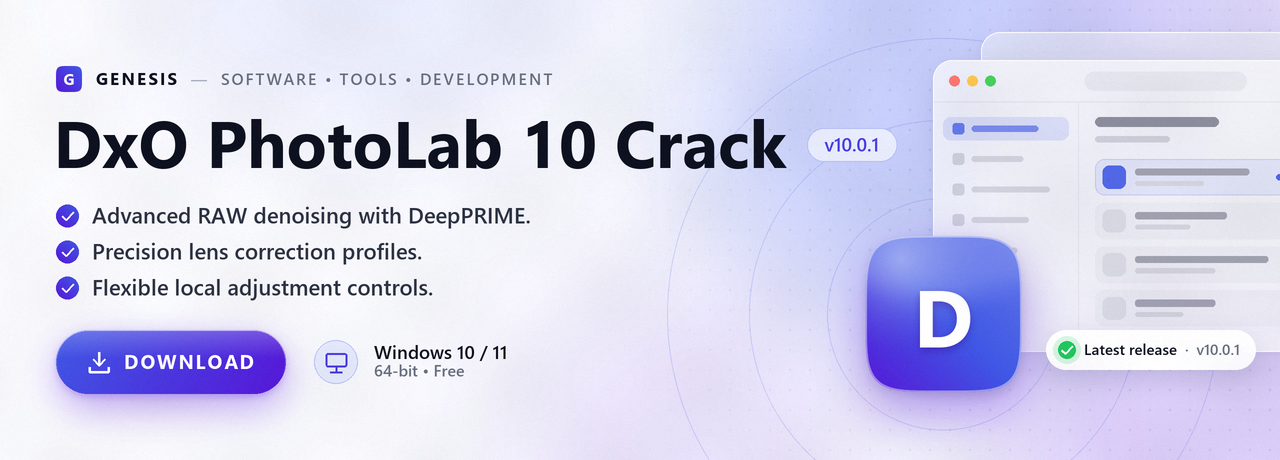 G GENESIS — SOFTWARE • TOOLS • DEVELOPMENT
DxO PhotoLab 10 Crack v10.0.1
Advanced RAW denoising with DeepPRIME.
Precision lens correction profiles.
Flexible local adjustment controls.
DOWNLOAD
Windows 10 / 11
64-bit • Free
D
Latest release · v10.0.1